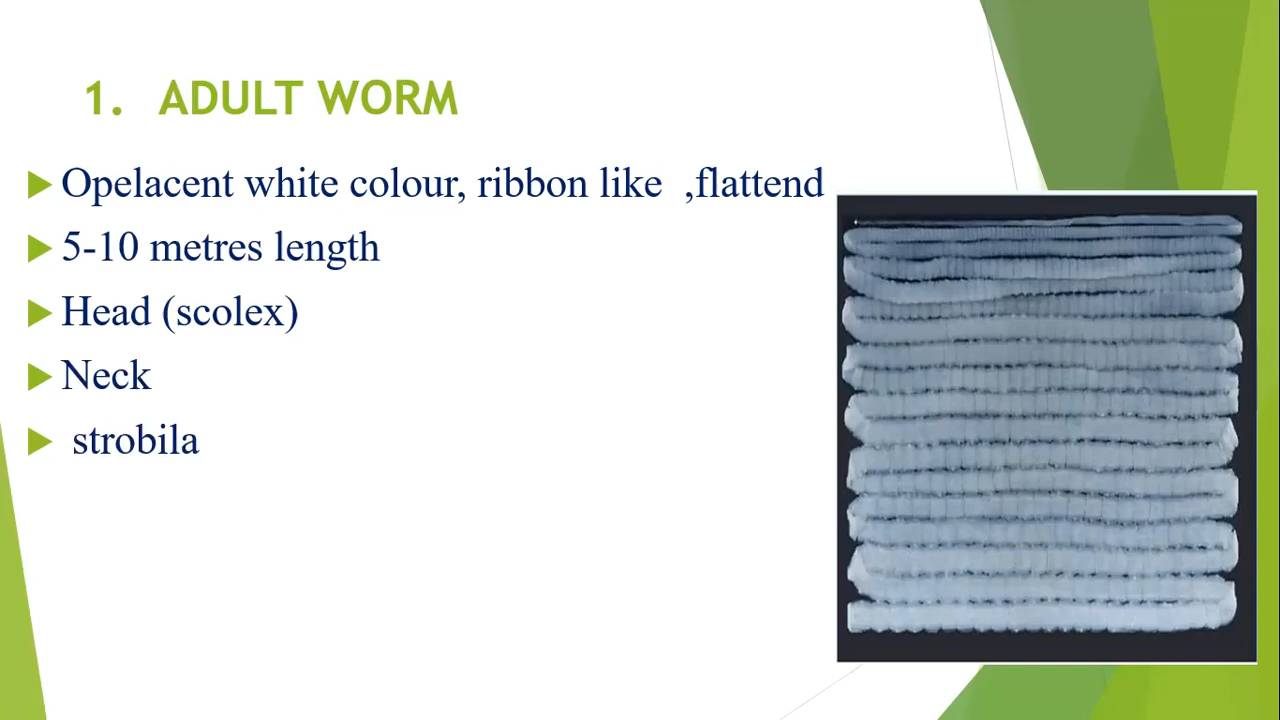 1. ADULT WORM
Opelacent white colour, ribbon like ,flattend
5-10 metres length
Head (scolex)
Neck
strobila